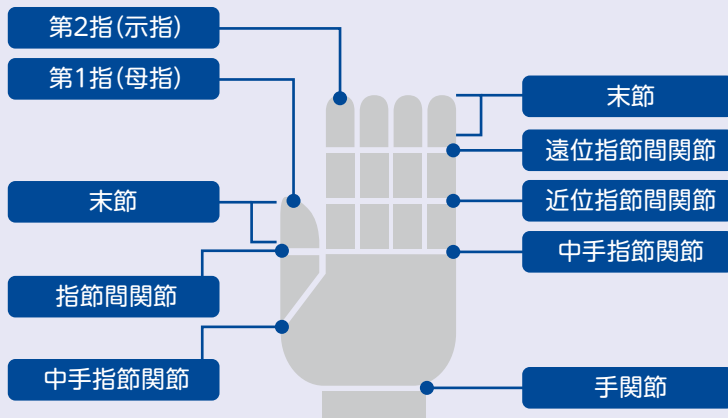 第2指(示指)
第1指(母指)
末節
指節間関節
中手指節関節
末節
遠位指節間関節
近位指節間関節
中手指節関節
手関節